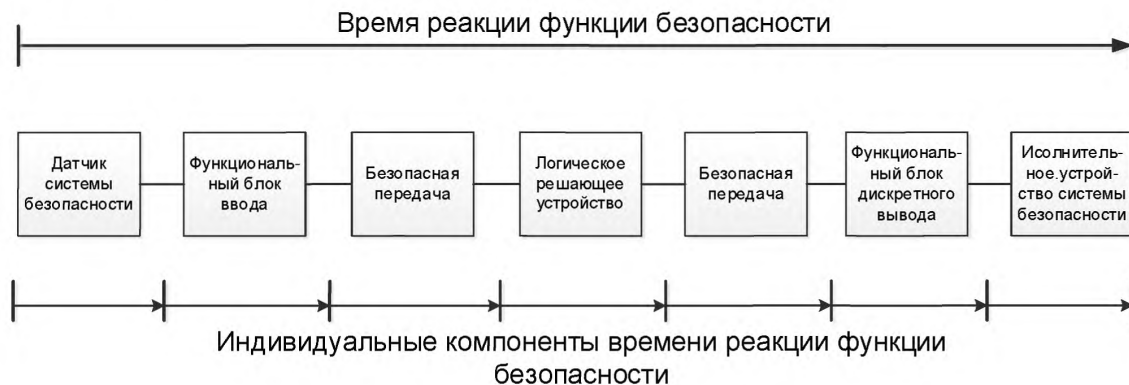 Время реакции функции безопасности
Датчик
системы
безопасности
Функциональ-
ный блок
ввода
Безопасная
передача
Логическое
решающее
устройство
Безопасная
передача
Функциональ-
ный блок
дискретного
вывода
Исолнитель-
ное.устрой-
ство системы
безопасности
Индивидуальные компоненты времени реакции функции
безопасности